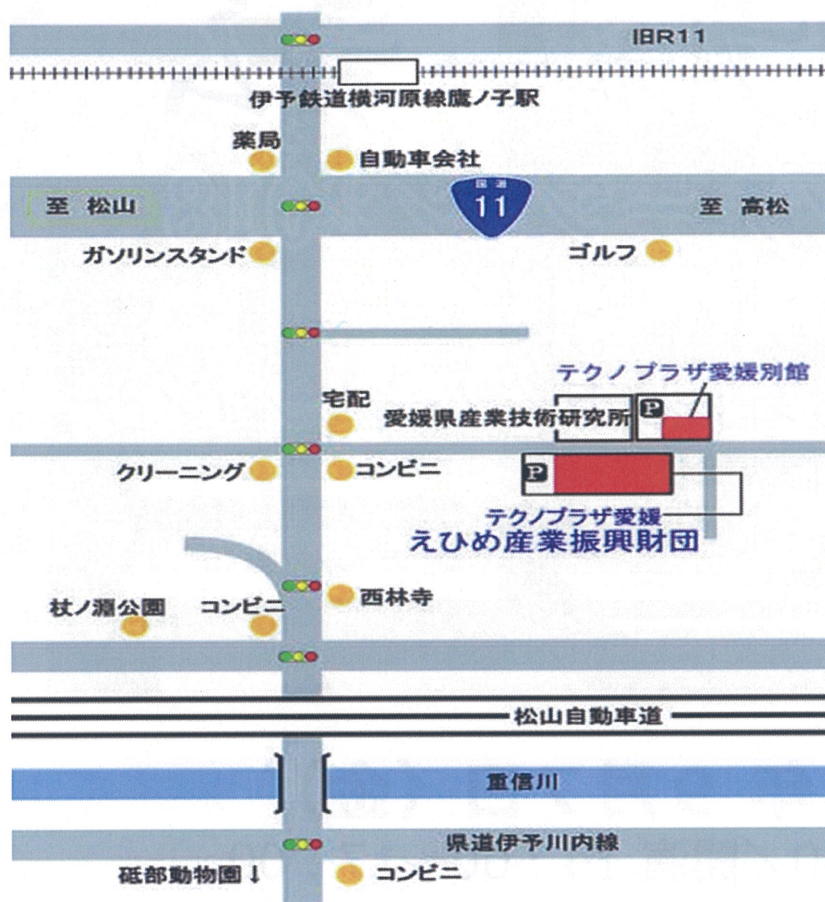 旧R11
伊予鉄道横河原線鷹ノ子駅
薬局
自動車会社
至 松山
国道
11
至 高松
ガソリンスタンド
ゴルフ
テクノプラザ愛媛別館
宅配
愛媛県産業技術研究所
P
クリーニング
コンビニ
P
テクノプラザ愛媛
えひめ産業振興財団
杖ノ淵公園
コンビニ
西林寺
松山自動車道
重信川
県道伊予川内線
砥部動物園↓
コンビニ